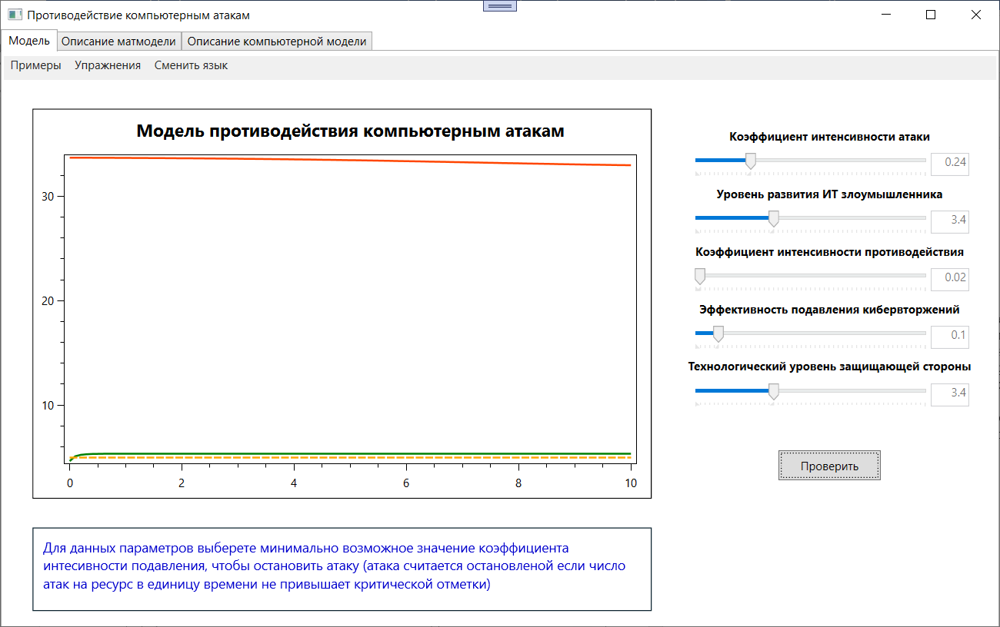 Противодействие компьютерным атакам
Модель Описание матмодели Описание компьютерной модели
Примеры Упражнения Сменить язык
Модель противодействия компьютерным атакам
30
20
10
0 2 4 6 8 10
Коэффициент интенсивности атаки
0.24
Уровень развития ИТ злоумышленника
3.4
Коэффициент интенсивности противодействия
0.02
Эффективность подавления кибервторжений
0.1
Технологический уровень защищающей стороны
3.4
Проверить
Для данных параметров выберете минимально возможное значение коэффициента
интесивности подавления, чтобы остановить атаку (атака считается остановленой если число
атак на ресурс в единицу времени не привышает критической отметки)